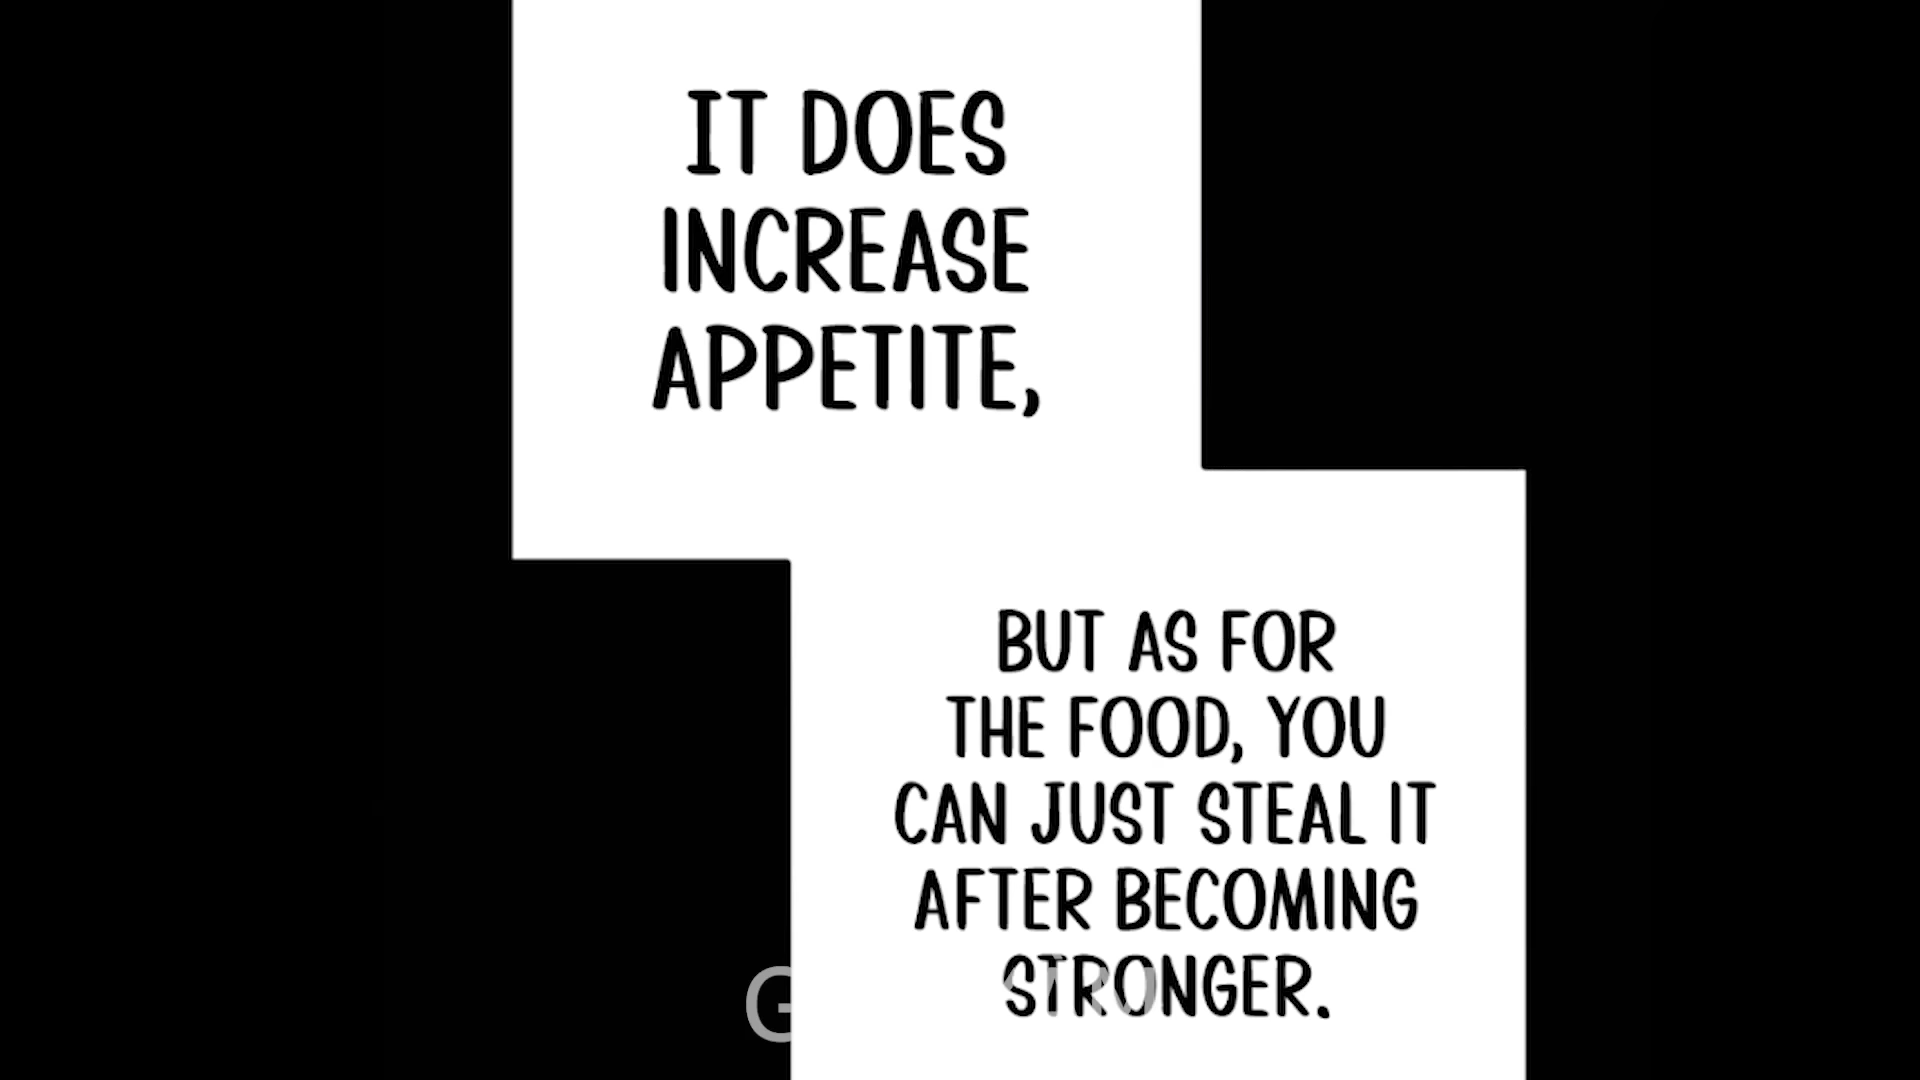 IT DOES
INCREASE
APPETITE,
BUT AS FOR
THE FOOD, YOU
CAN JUST STEAL IT
AFTER BECOMING
STRONGER.